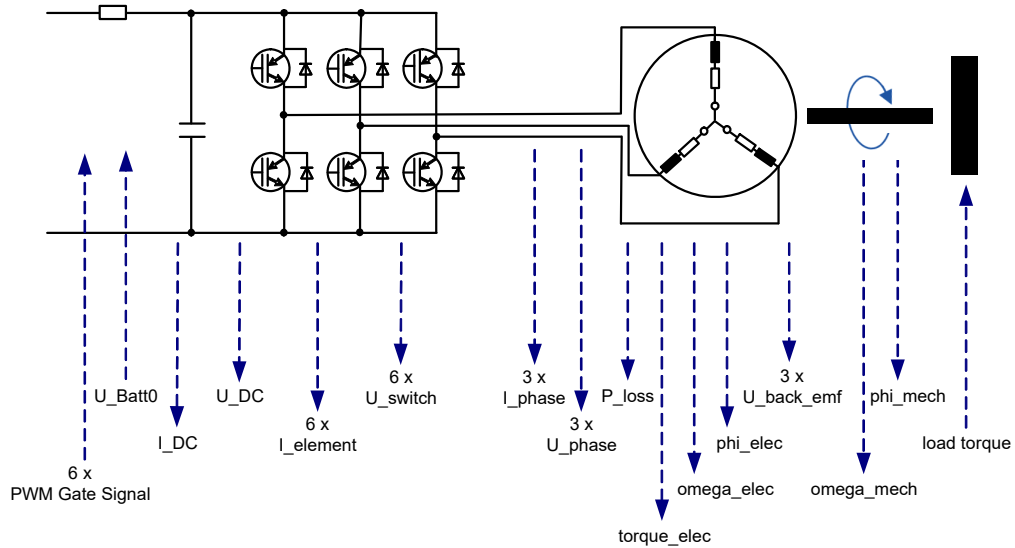 U_Batt0
I_DC
6 x
PWM Gate Signal
U_DC
6 x
I_element
6 x
U_switch
3 x
I_phase
3 x
U_phase
P_loss
torque_elec
omega_elec
phi_elec
3 x
U_back_emf
omega_mech
phi_mech
load torque